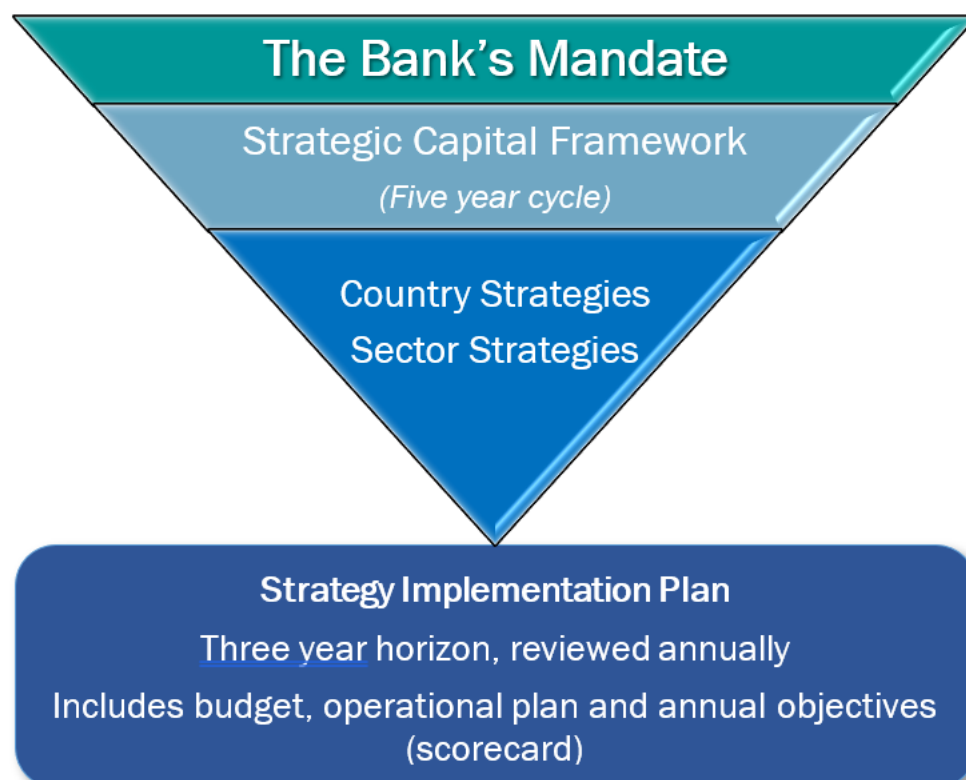 The Bank's Mandate
Strategic Capital Framework
(Five year cycle)
Country Strategies
Sector Strategies
Strategy Implementation Plan
Three year horizon, reviewed annually
Includes budget, operational plan and annual objectives
(scorecard)